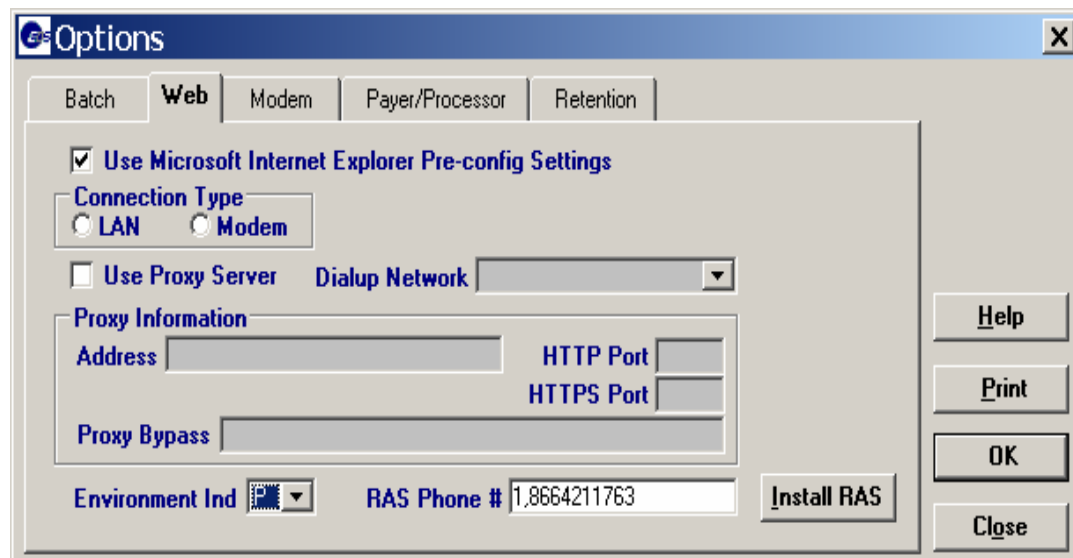 EDS Options
Batch Web Modem Payer/Processor Retention
Use Microsoft Internet Explorer Pre-config Settings
Connection Type
LAN Modem
Use Proxy Server Dialup Network
Proxy Information
Address HTTP Port
HTTPS Port
Proxy Bypass
Environment Ind P RAS Phone # 1,8664211763 Install RAS
Help
Print
OK
Close